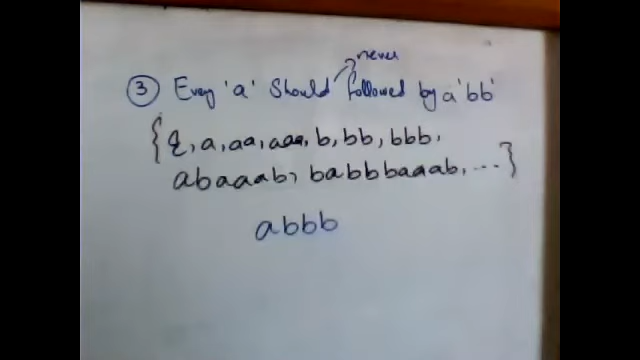 ③ Every 'a' should never followed by a 'bb'
{ε, a, aa, aaa, b, bb, bbb,
abaaab, babbbaaab, ... }
abbb